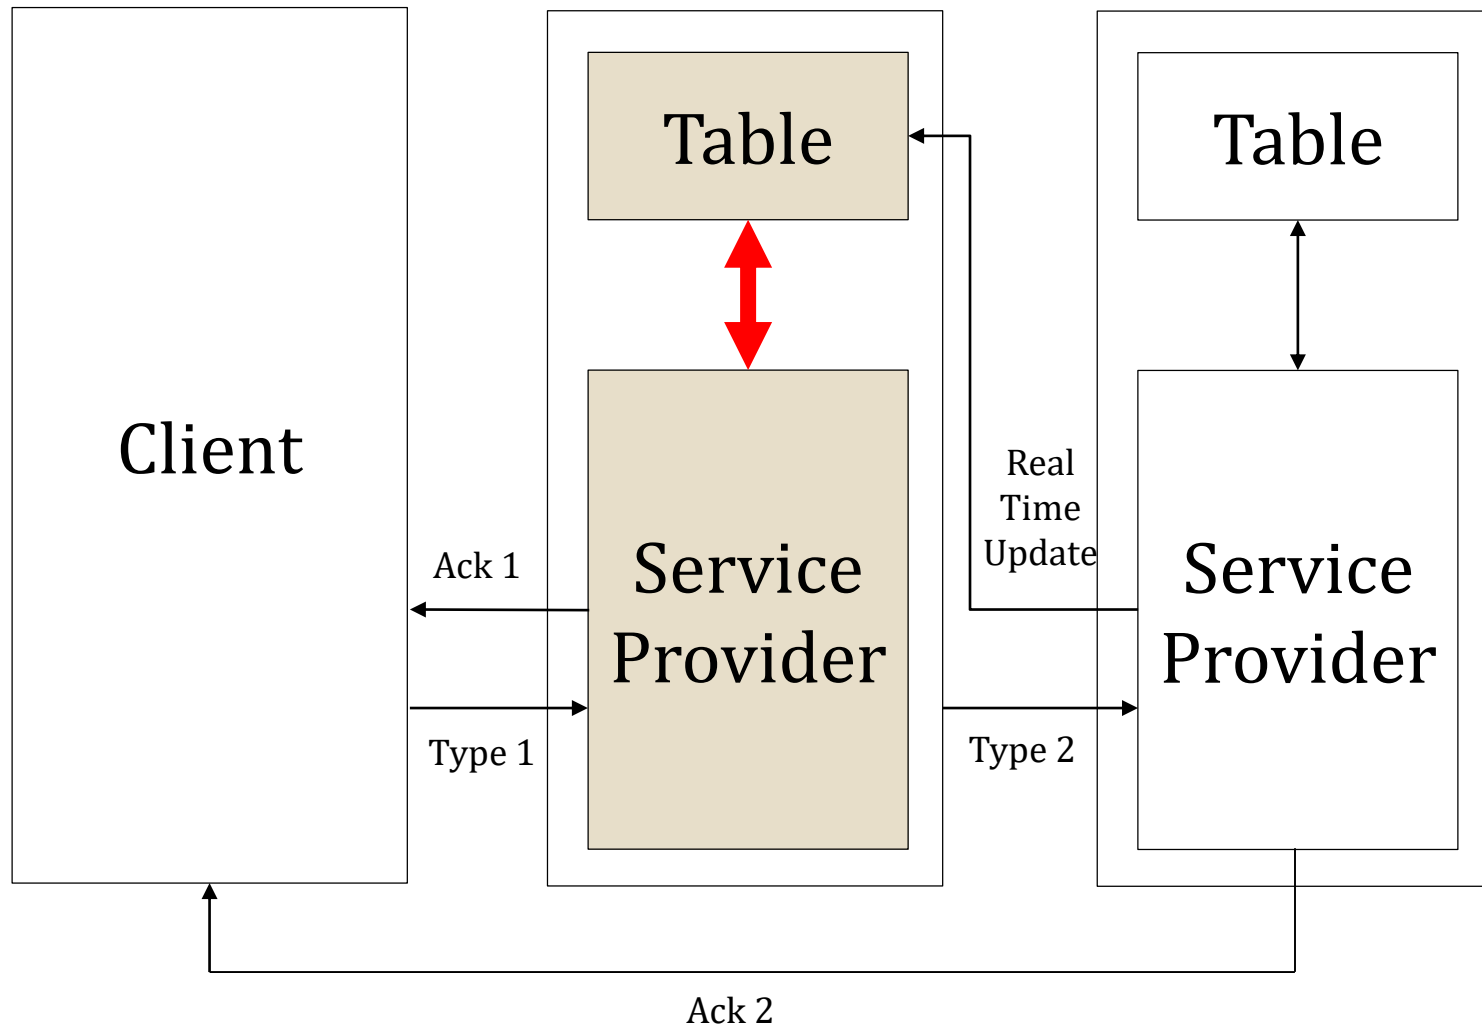 Table
Table
Client
Real
Time
Update
Ack 1
Service
Provider
Service
Provider
Type 1
Type 2
Ack 2